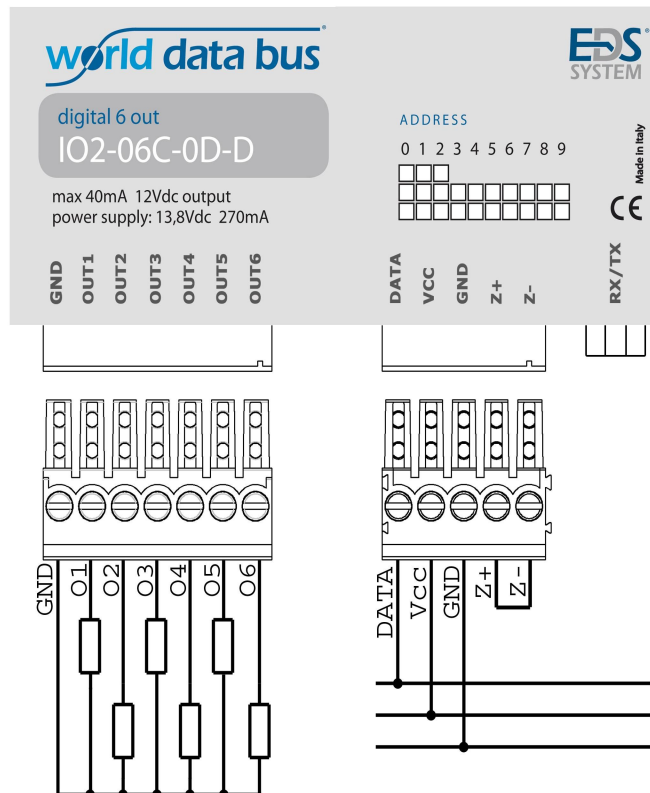 world data bus
EDS
SYSTEM
digital 6 out
IO2-06C-0D-D
ADDRESS
0 1 2 3 4 5 6 7 8 9
Made in Italy
CE
max 40mA 12Vdc output
power supply: 13,8Vdc 270mA
GND OUT1 OUT2 OUT3 OUT4 OUT5 OUT6
DATA VCC GND Z+ Z-
RX/TX
GND O1 O2 O3 O4 O5 O6
DATA Vcc GND Z+ Z-